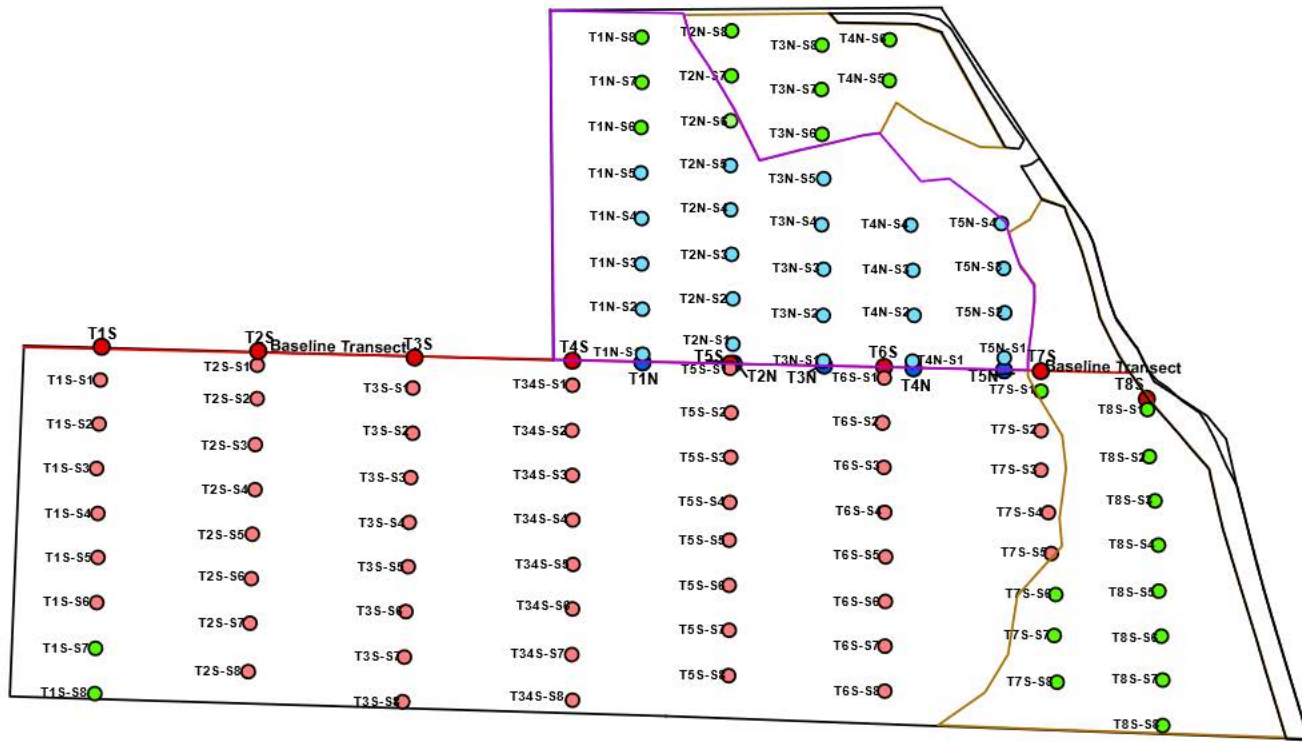 T1N-S8 T2N-S8 T3N-S8 T4N-S6
T1N-S7 T2N-S7 T3N-S7 T4N-S5
T1N-S6 T2N-S6 T3N-S6
T1N-S5 T2N-S5 T3N-S5
T1N-S4 T2N-S4 T3N-S4 T4N-S4 T5N-S4
T1N-S3 T2N-S3 T3N-S3 T4N-S3 T5N-S3
T1N-S2 T2N-S2 T3N-S2 T4N-S2 T5N-S2
T1N-S1 T2N-S1 T3N-S1 T4N-S1 T5N-S1
T1S T2S Baseline Transect T3S T4S T5S T6S T7S Baseline Transect T8S
T1N T2N T3N T4N T5N
T1S-S1 T2S-S1 T3S-S1 T34S-S1 T5S-S1 T6S-S1 T7S-S1 T8S-S1
T1S-S2 T2S-S2 T3S-S2 T34S-S2 T5S-S2 T6S-S2 T7S-S2 T8S-S2
T1S-S3 T2S-S3 T3S-S3 T34S-S3 T5S-S3 T6S-S3 T7S-S3 T8S-S3
T1S-S4 T2S-S4 T3S-S4 T34S-S4 T5S-S4 T6S-S4 T7S-S4 T8S-S4
T1S-S5 T2S-S5 T3S-S5 T34S-S5 T5S-S5 T6S-S5 T7S-S5 T8S-S5
T1S-S6 T2S-S6 T3S-S6 T34S-S6 T5S-S6 T6S-S6 T7S-S6 T8S-S6
T1S-S7 T2S-S7 T3S-S7 T34S-S7 T5S-S7 T6S-S7 T7S-S7 T8S-S7
T1S-S8 T2S-S8 T3S-S8 T34S-S8 T5S-S8 T6S-S8 T7S-S8 T8S-S8